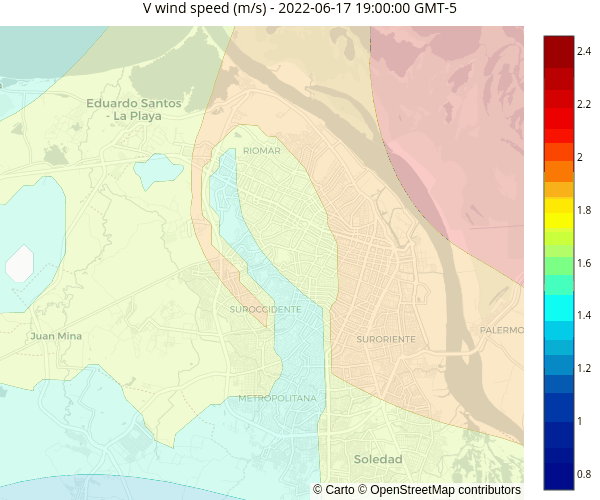 V wind speed (m/s) - 2022-06-17 19:00:00 GMT-5
2.4
2.2
2
1.8
1.6
1.4
1.2
1
0.8
Eduardo Santos
- La Playa
RIOMAR
SUROCCIDENTE
PALERMO
Juan Mina
SURORIENTE
METROPOLITANA
Soledad
© Carto © OpenStreetMap contributors